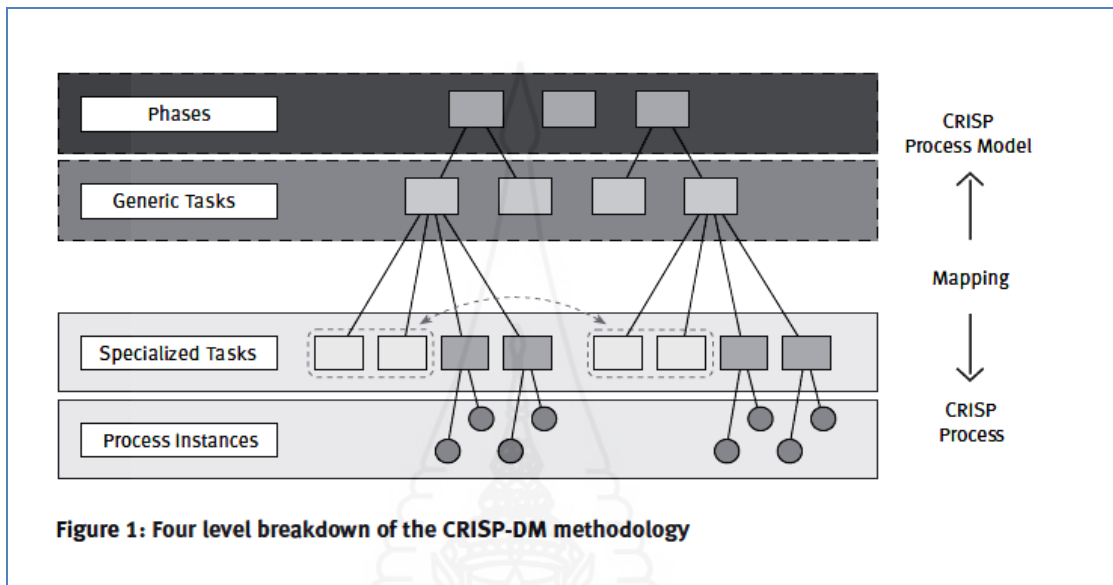 Phases
CRISP
Process Model
Generic Tasks
Mapping
Specialized Tasks
CRISP
Process
Process Instances
Figure 1: Four level breakdown of the CRISP-DM methodology